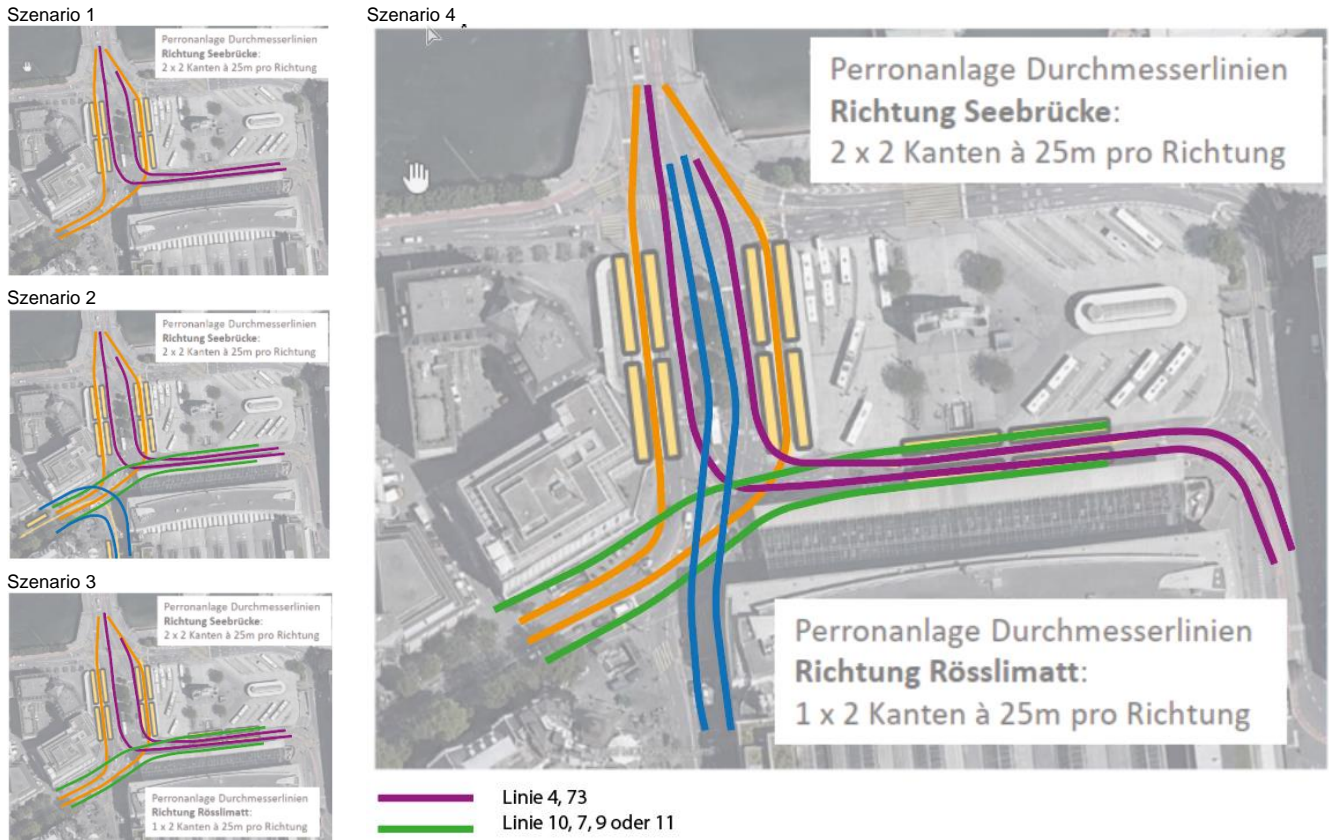 Szenario 1
Perronanlage Durchmesserlinien
Richtung Seebrücke:
2 x 2 Kanten à 25m pro Richtung
Szenario 2
Perronanlage Durchmesserlinien
Richtung Seebrücke:
2 x 2 Kanten à 25m pro Richtung
Szenario 3
Perronanlage Durchmesserlinien
Richtung Seebrücke:
2 x 2 Kanten à 25m pro Richtung
Perronanlage Durchmesserlinien
Richtung Rösslimatt:
1 x 2 Kanten à 25m pro Richtung
Szenario 4
Perronanlage Durchmesserlinien
Richtung Seebrücke:
2 x 2 Kanten à 25m pro Richtung
Perronanlage Durchmesserlinien
Richtung Rösslimatt:
1 x 2 Kanten à 25m pro Richtung
Linie 4, 73
Linie 10, 7, 9 oder 11